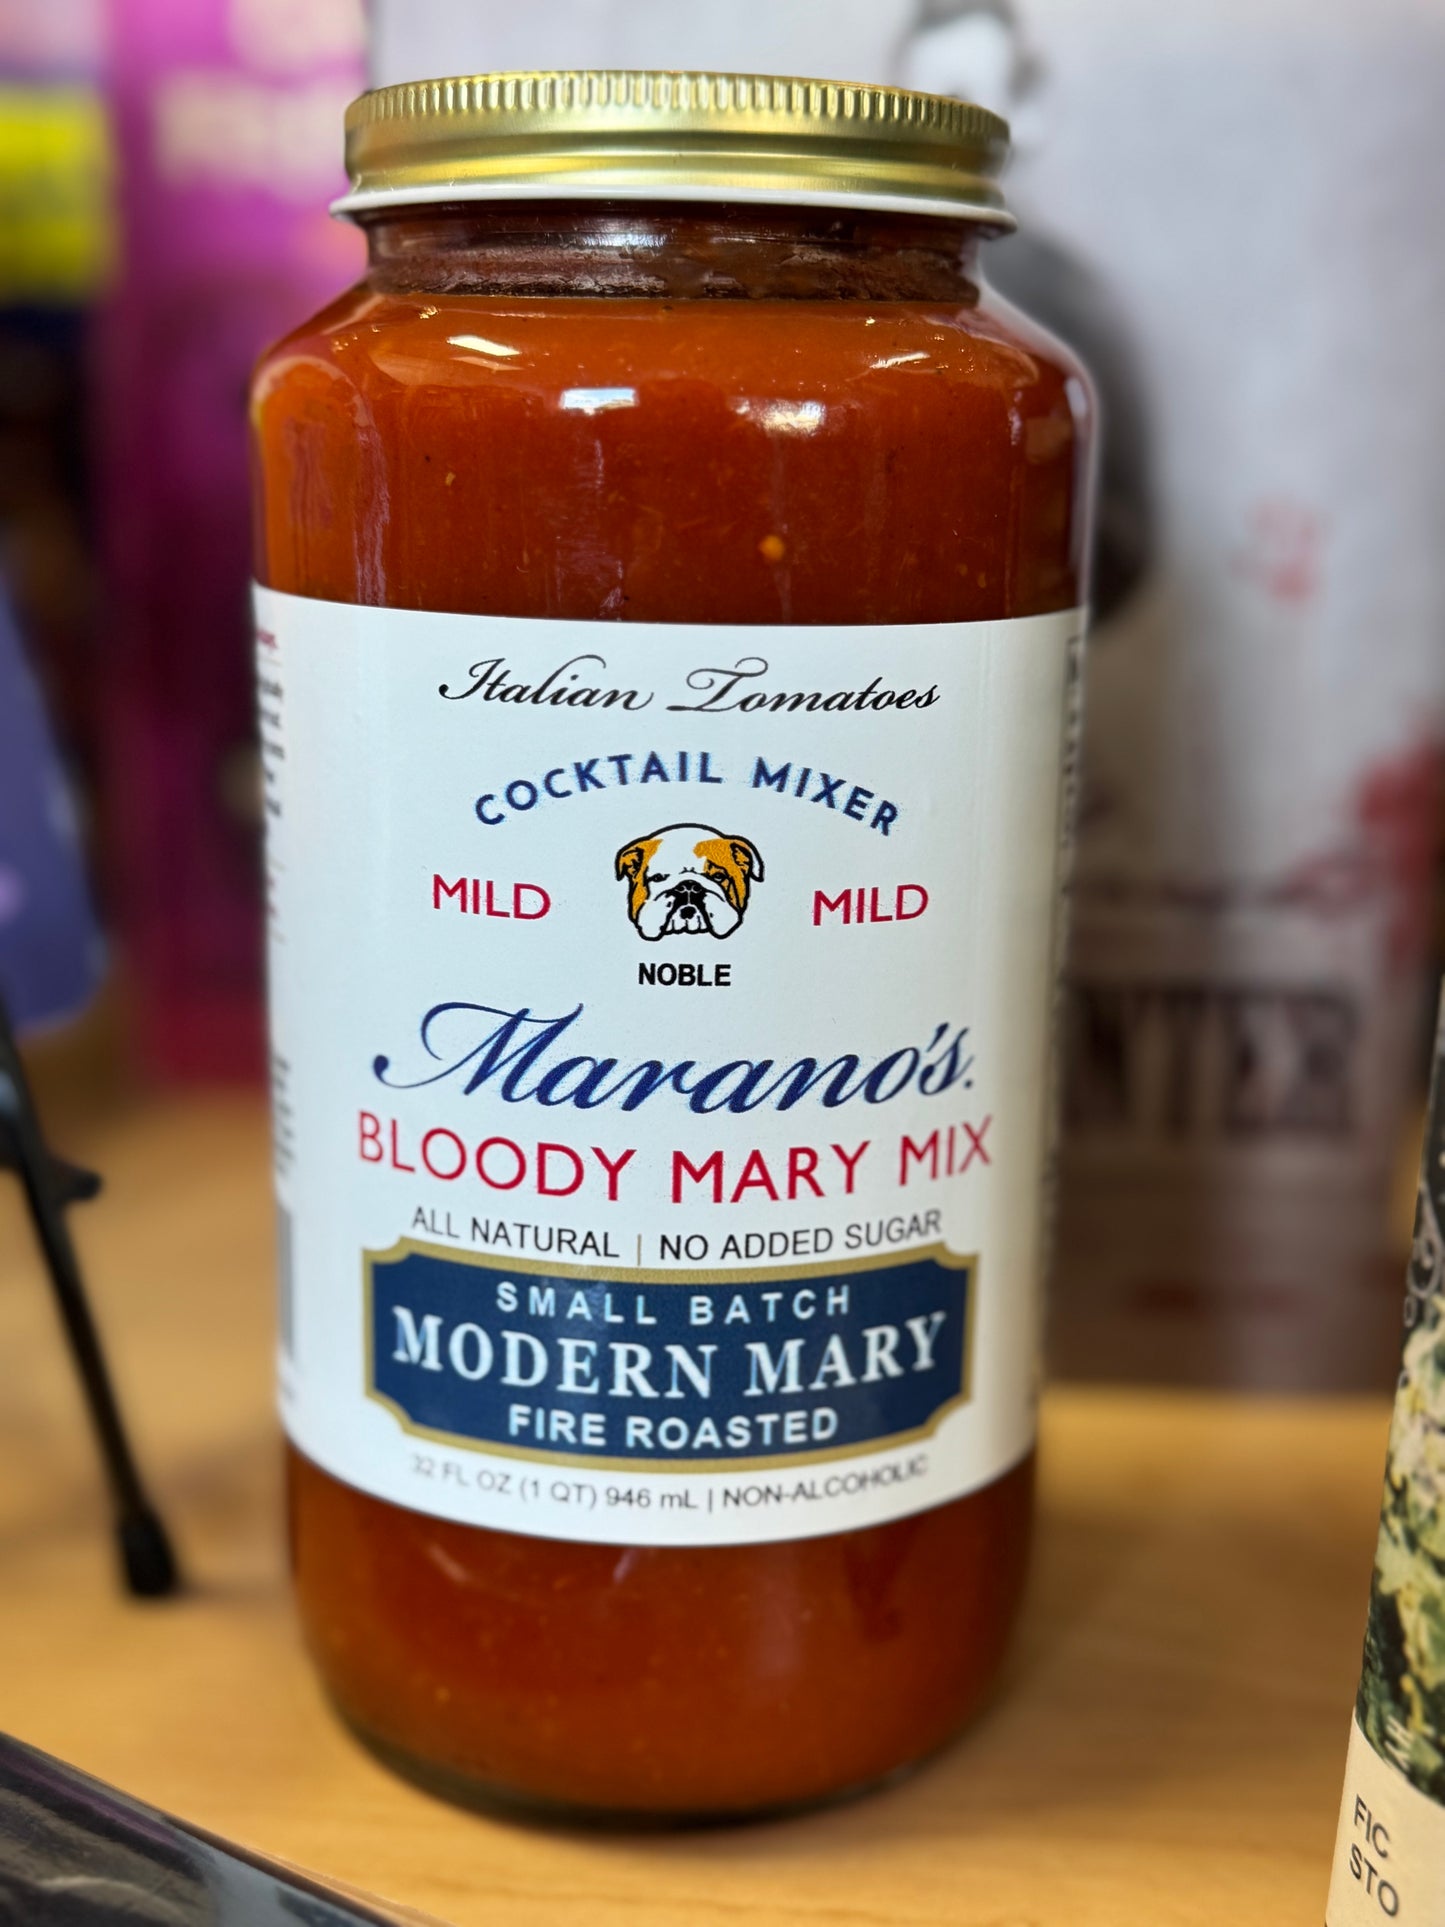 Italian Tomatoes
COCKTAIL MIXER
MILD MILD
NOBLE
Marano's.
BLOODY MARY MIX
ALL NATURAL | NO ADDED SUGAR
SMALL BATCH
MODERN MARY
FIRE ROASTED
32 FL OZ (1 QT) 946 mL | NON-ALCOHOLIC
FIC
STO